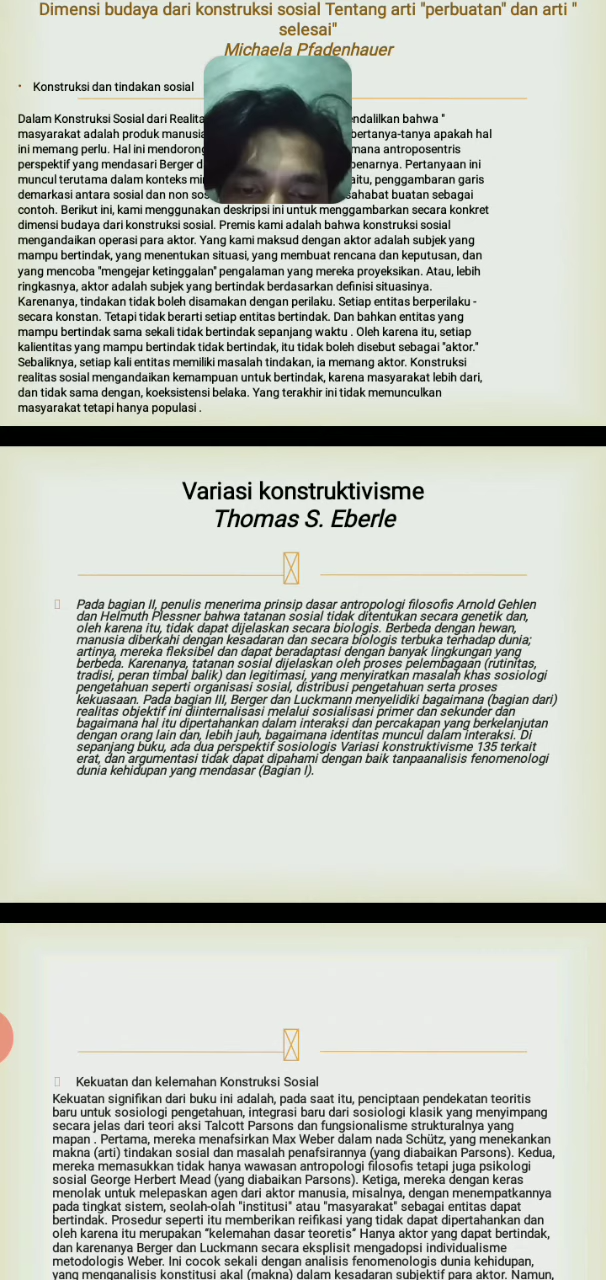 Dimensi budaya dari konstruksi sosial Tentang arti "perbuatan" dan arti "
selesai"
Michaela Pfadenhauer
• Konstruksi dan tindakan sosial
Dalam Konstruksi Sosial dari Realita ndalilkan bahwa "
masyarakat adalah produk manusia bertanya-tanya apakah hal
ini memang perlu. Hal ini mendorong mana antroposentris
perspektif yang mendasari Berger d benarnya. Pertanyaan ini
muncul terutama dalam konteks mi aitu, penggambaran garis
demarkasi antara sosial dan non sos sahabat buatan sebagai
contoh. Berikut ini, kami menggunakan deskripsi ini untuk menggambarkan secara konkret
dimensi budaya dari konstruksi sosial. Premis kami adalah bahwa konstruksi sosial
mengandaikan operasi para aktor. Yang kami maksud dengan aktor adalah subjek yang
mampu bertindak, yang menentukan situasi, yang membuat rencana dan keputusan, dan
yang mencoba "mengejar ketinggalan" pengalaman yang mereka proyeksikan. Atau, lebih
ringkasnya, aktor adalah subjek yang bertindak berdasarkan definisi situasinya.
Karenanya, tindakan tidak boleh disamakan dengan perilaku. Setiap entitas berperilaku -
secara konstan. Tetapi tidak berarti setiap entitas bertindak. Dan bahkan entitas yang
mampu bertindak sama sekali tidak bertindak sepanjang waktu . Oleh karena itu, setiap
kalientitas yang mampu bertindak tidak bertindak, itu tidak boleh disebut sebagai "aktor."
Sebaliknya, setiap kali entitas memiliki masalah tindakan, ia memang aktor. Konstruksi
realitas sosial mengandaikan kemampuan untuk bertindak, karena masyarakat lebih dari,
dan tidak sama dengan, koeksistensi belaka. Yang terakhir ini tidak memunculkan
masyarakat tetapi hanya populasi .
Variasi konstruktivisme
Thomas S. Eberle
Pada bagian II, penulis menerima prinsip dasar antropologi filosofis Arnold Gehlen
dan Helmuth Plessner bahwa tatanan sosial tidak ditentukan secara genetik dan,
oleh karena itu, tidak dapat dijelaskan secara biologis. Berbeda dengan hewan,
manusia diberkahi dengan kesadaran dan secara biologis terbuka terhadap dunia;
artinya, mereka fleksibel dan dapat beradaptasi dengan banyak lingkungan yang
berbeda. Karenanya, tatanan sosial dijelaskan oleh proses pelembagaan (rutinitas,
tradisi, peran timbal balik) dan legitimasi, yang menyiratkan masalah khas sosiologi
pengetahuan seperti organisasi sosial, distribusi pengetahuan serta proses
kekuasaan. Pada bagian III, Berger dan Luckmann menyelidiki bagaimana (bagian dari)
realitas objektif ini diinternalisasi melalui sosialisasi primer dan sekunder dan
bagaimana hal itu dipertahankan dalam interaksi dan percakapan yang berkelanjutan
dengan orang lain dan, lebih jauh, bagaimana identitas muncul dalam interaksi. Di
sepanjang buku, ada dua perspektif sosiologis Variasi konstruktivisme 135 terkait
erat, dan argumentasi tidak dapat dipahami dengan baik tanpaanalisis fenomenologi
dunia kehidupan yang mendasar (Bagian I).
Kekuatan dan kelemahan Konstruksi Sosial
Kekuatan signifikan dari buku ini adalah, pada saat itu, penciptaan pendekatan teoritis
baru untuk sosiologi pengetahuan, integrasi baru dari sosiologi klasik yang menyimpang
secara jelas dari teori aksi Talcott Parsons dan fungsionalisme strukturalnya yang
mapan . Pertama, mereka menafsirkan Max Weber dalam nada Schütz, yang menekankan
makna (arti) tindakan sosial dan masalah penafsirannya (yang diabaikan Parsons). Kedua,
mereka memasukkan tidak hanya wawasan antropologi filosofis tetapi juga psikologi
sosial George Herbert Mead (yang diabaikan Parsons). Ketiga, mereka dengan keras
menolak untuk melepaskan agen dari aktor manusia, misalnya, dengan menempatkannya
pada tingkat sistem, seolah-olah "institusi" atau "masyarakat" sebagai entitas dapat
bertindak. Prosedur seperti itu memberikan reifikasi yang tidak dapat dipertahankan dan
oleh karena itu merupakan “kelemahan dasar teoretis” Hanya aktor yang dapat bertindak,
dan karenanya Berger dan Luckmann secara eksplisit mengadopsi individualisme
metodologis Weber. Ini cocok sekali dengan analisis fenomenologis dunia kehidupan,
yang menganalisis konstitusi akal (makna) dalam kesadaran subjektif para aktor. Namun,